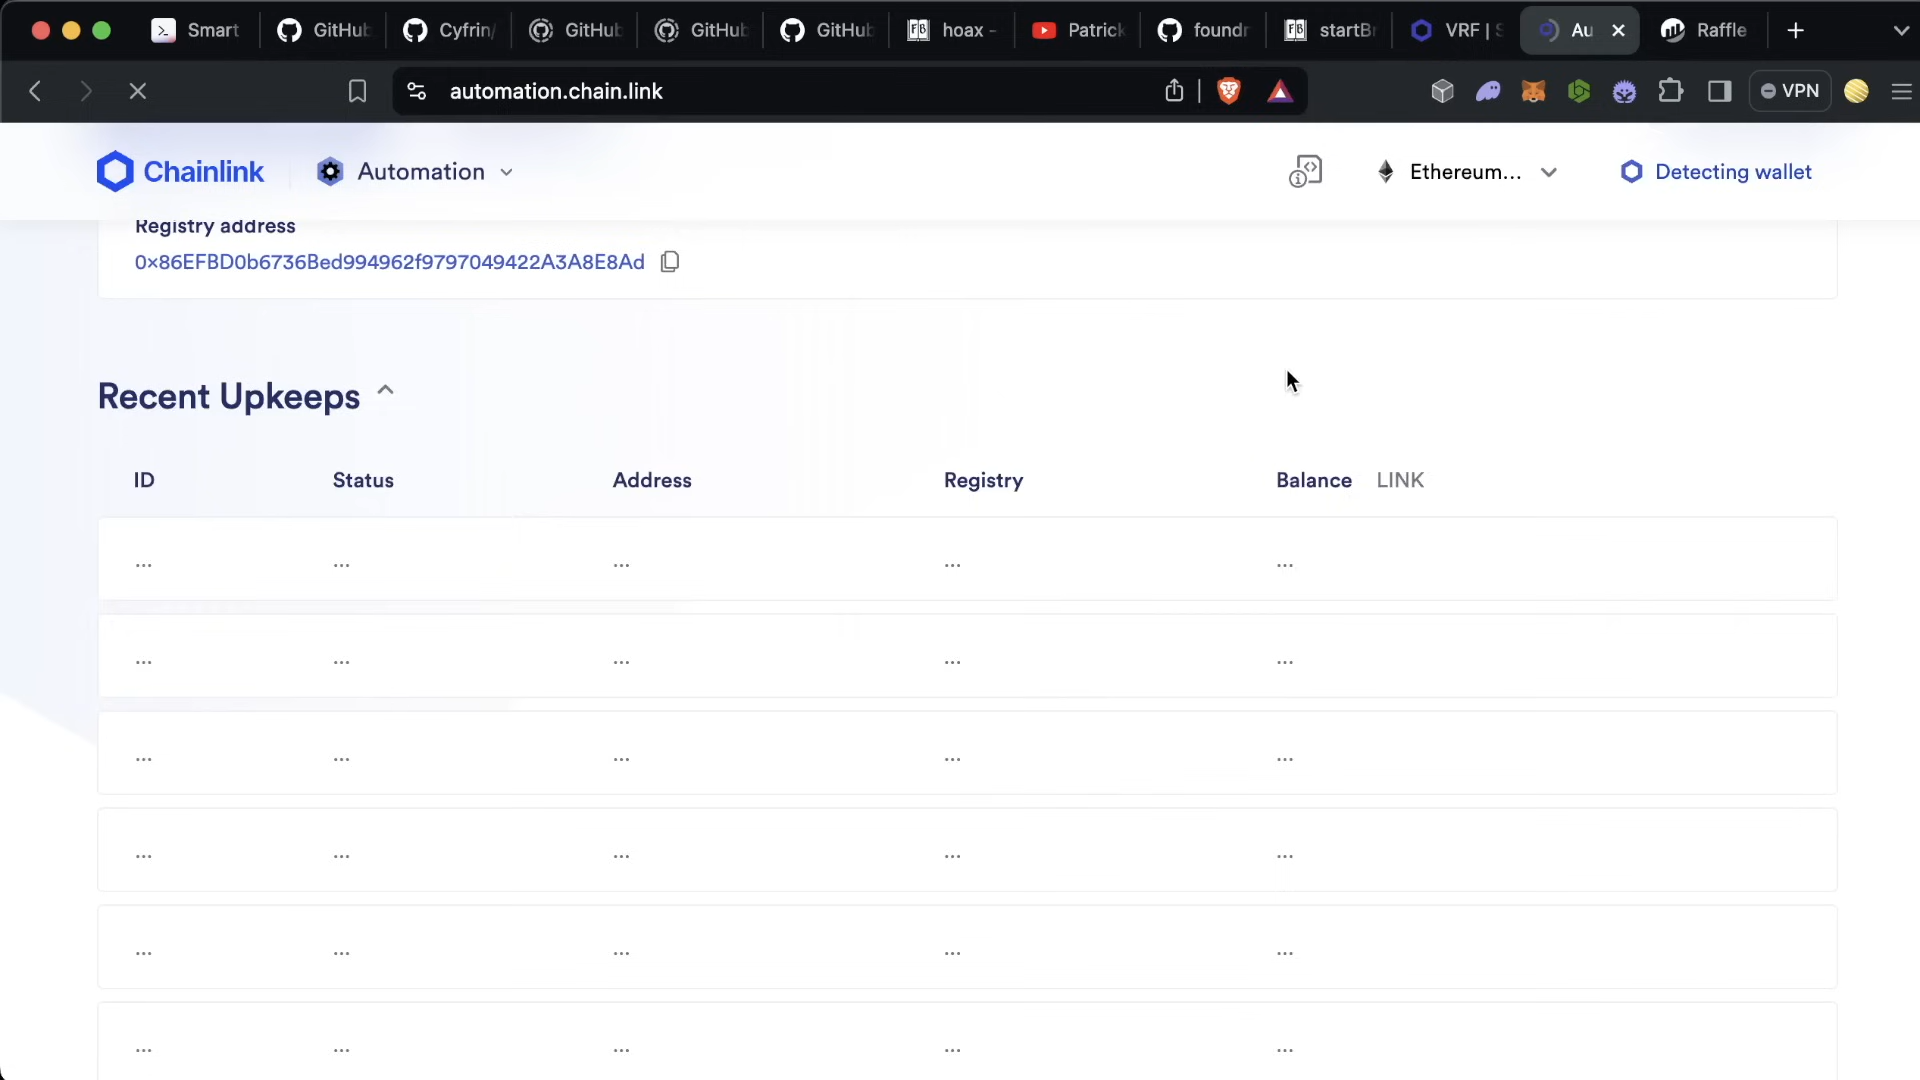 Smart GitHub Cyfrin/ GitHub GitHub GitHub hoax - Patrick foundr startBr VRF | S Au Raffle
automation.chain.link VPN
Chainlink Automation Ethereum... Detecting wallet
Registry address
0x86EFBD0b6736Bed994962f9797049422A3A8E8Ad
Recent Upkeeps
ID Status Address Registry Balance LINK
... ... ... ... ...
... ... ... ... ...
... ... ... ... ...
... ... ... ... ...
... ... ... ... ...
... ... ... ... ...